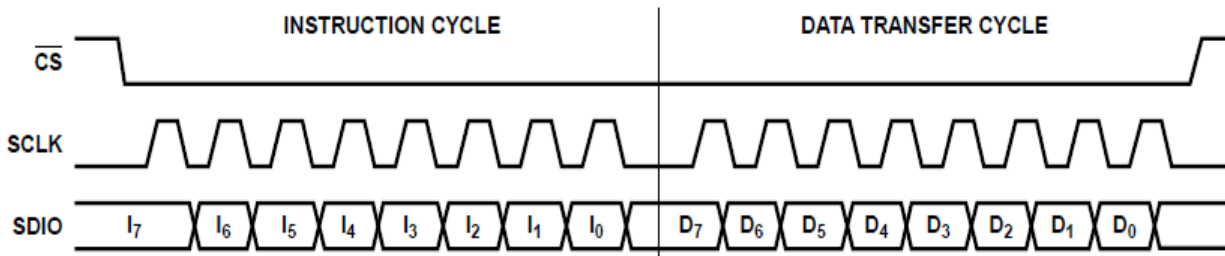 INSTRUCTION CYCLE DATA TRANSFER CYCLE
CS
SCLK
SDIO I7 I6 I5 I4 I3 I2 I1 I0 D7 D6 D5 D4 D3 D2 D1 D0